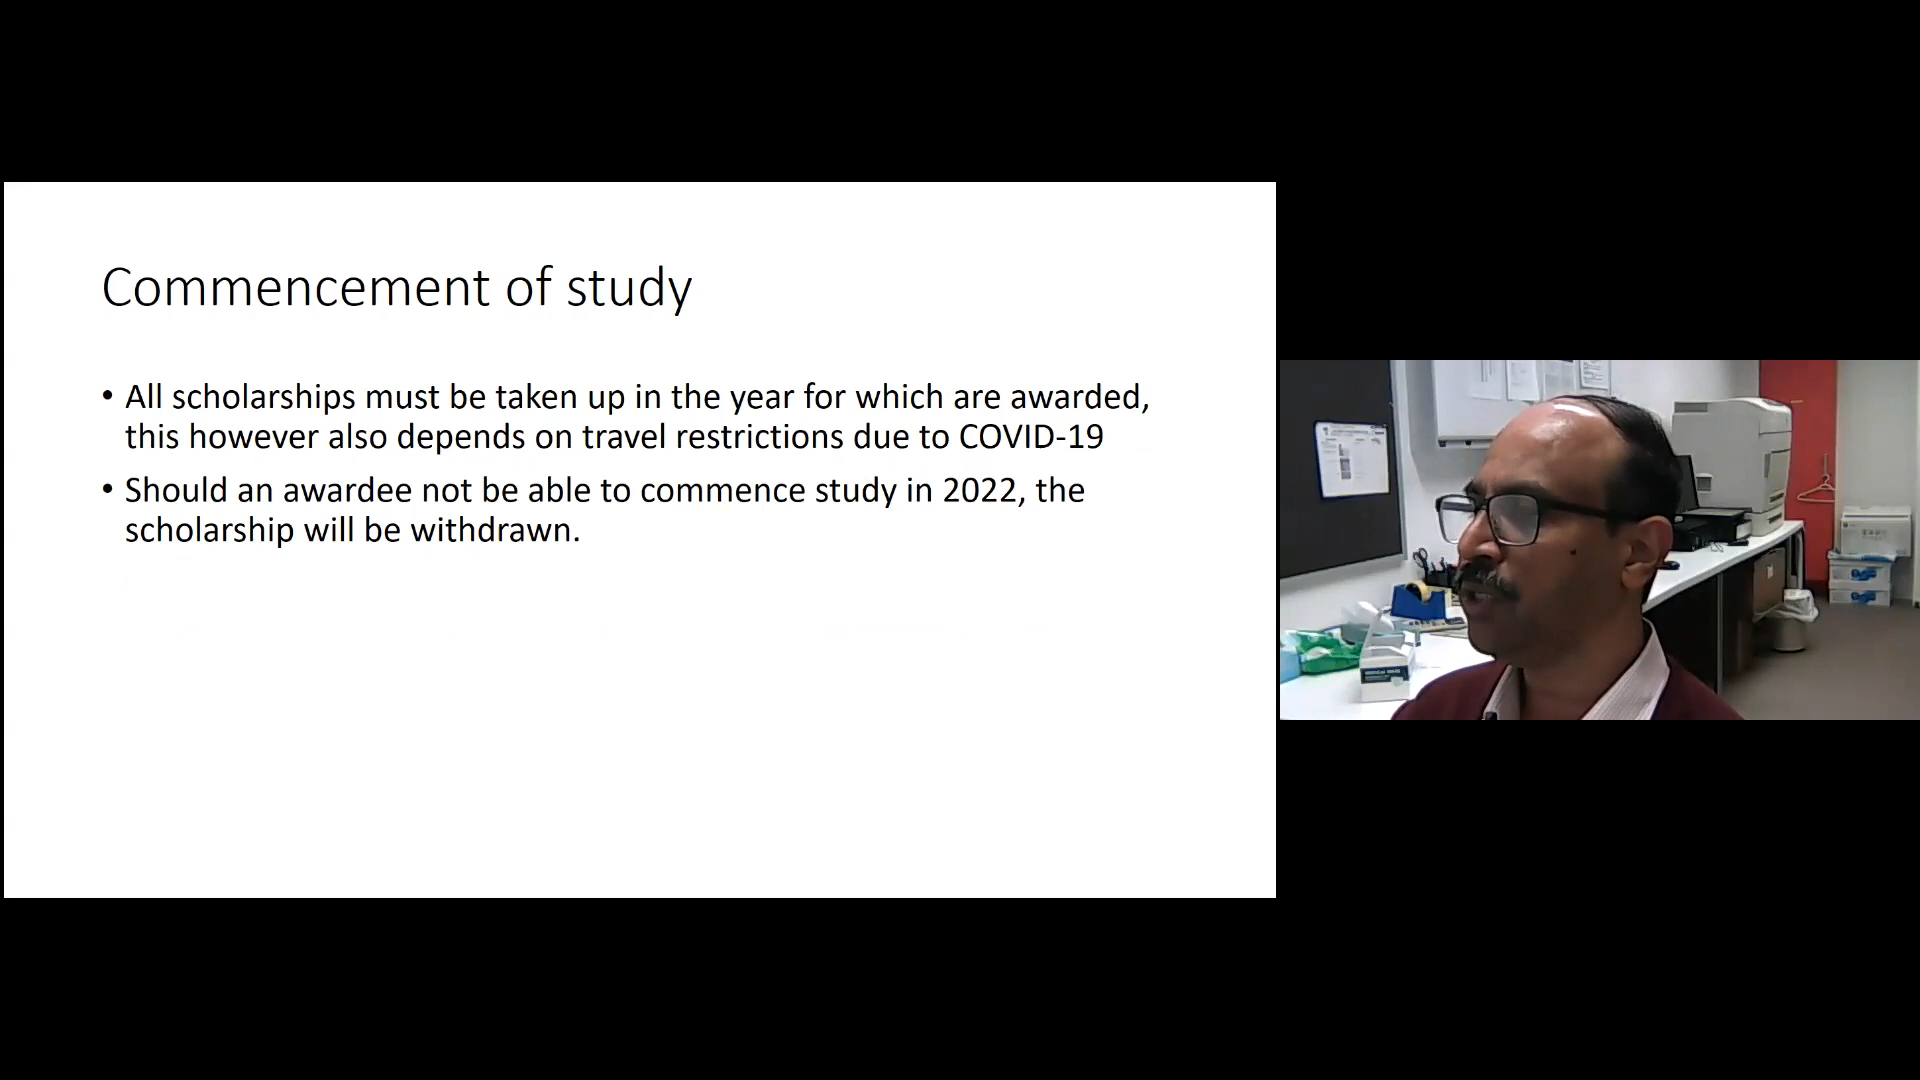 Commencement of study
• All scholarships must be taken up in the year for which are awarded,
this however also depends on travel restrictions due to COVID-19
• Should an awardee not be able to commence study in 2022, the
scholarship will be withdrawn.